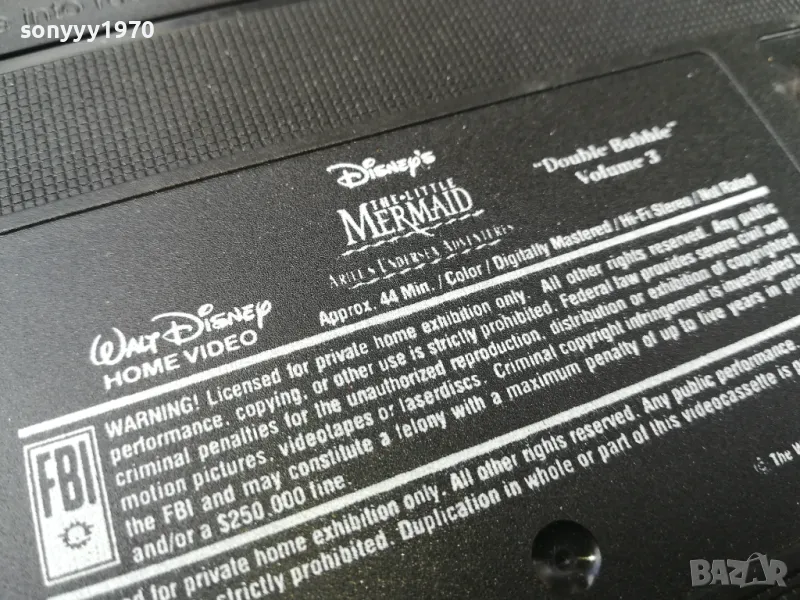 sonyyy1970
into
Disney's
THE LITTLE
MERMAID
ARIEL'S UNDERSEA ADVENTURES
"Double Bubble"
Volume 3
Approx. 44 Min. / Color / Digitally Mastered / Hi-Fi Stereo / Not Rated
WALT DISNEY
HOME VIDEO
WARNING! Licensed for private home exhibition only. All other rights reserved. Any public
performance, copying, or other use is strictly prohibited. Federal law provides severe civil and
criminal penalties for the unauthorized reproduction, distribution or exhibition of copyrighted
motion pictures, videotapes or laserdiscs. Criminal copyright infringement is investigated by
the FBI and may constitute a felony with a maximum penalty of up to five years in
and/or a $250,000 fine.
FBI
for private home exhibition only. All other rights reserved. Any public performance,
strictly prohibited. Duplication in whole or part of this videocassette is
© The
BAZAR